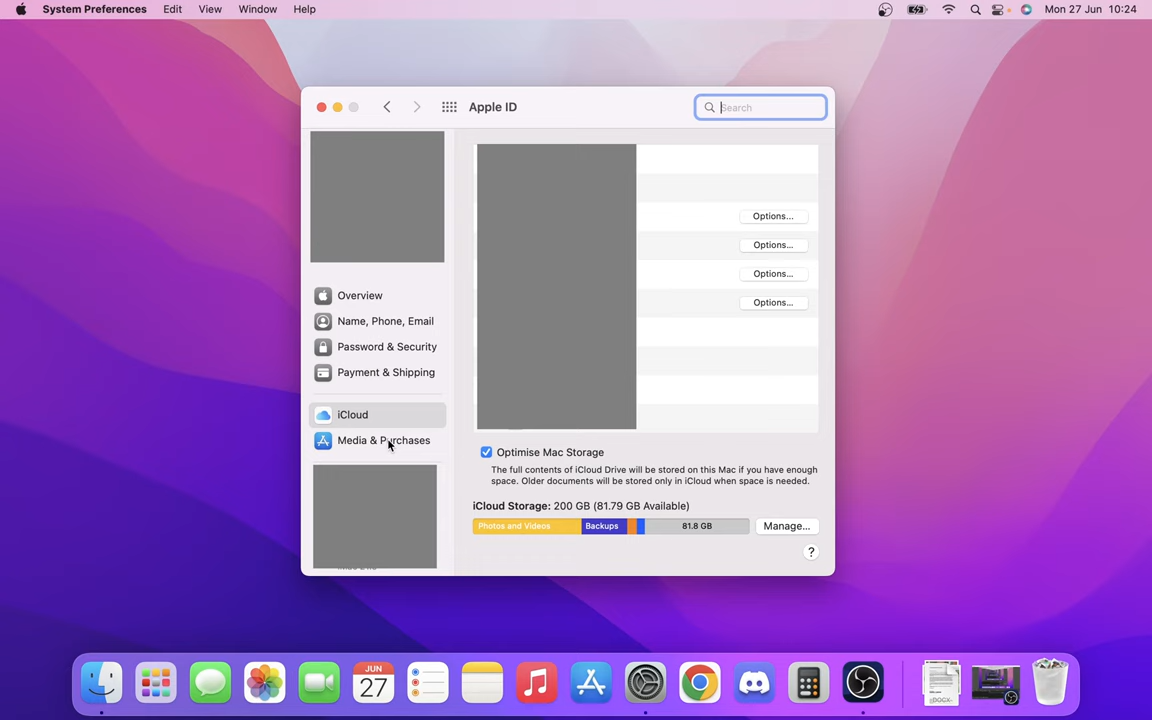 System Preferences Edit View Window Help Mon 27 Jun 10:24
Apple ID
Search
Overview
Name, Phone, Email
Password & Security
Payment & Shipping
iCloud
Media & Purchases
Options...
Options...
Options...
Options...
Optimise Mac Storage
The full contents of iCloud Drive will be stored on this Mac if you have enough
space. Older documents will be stored only in iCloud when space is needed.
iCloud Storage: 200 GB (81.79 GB Available)
Photos and Videos Backups 81.8 GB
Manage...
?
JUN
27